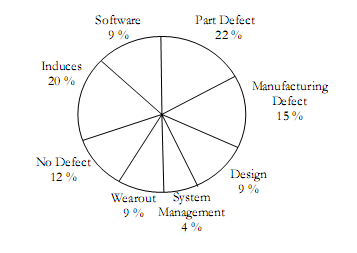 Software
9 %
Part Defect
22 %
Induces
20 %
Manufacturing
Defect
15 %
No Defect
12 %
Design
9 %
Wearout
9 %
System
Management
4 %